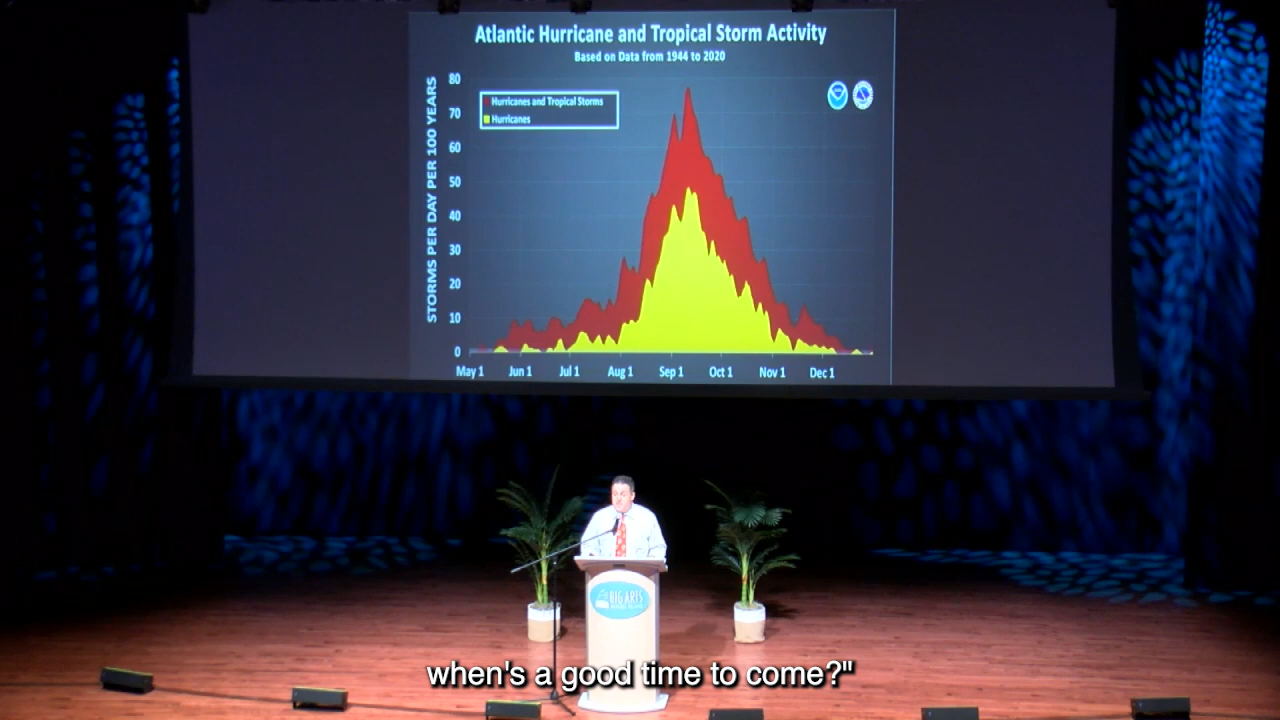 Atlantic Hurricane and Tropical Storm Activity
Based on Data from 1944 to 2020
STORMS PER DAY PER 100 YEARS
80
70
60
50
40
30
20
10
0
Hurricanes and Tropical Storms
Hurricanes
May 1 Jun 1 Jul 1 Aug 1 Sep 1 Oct 1 Nov 1 Dec 1
BIG ARTS
when's a good time to come?"